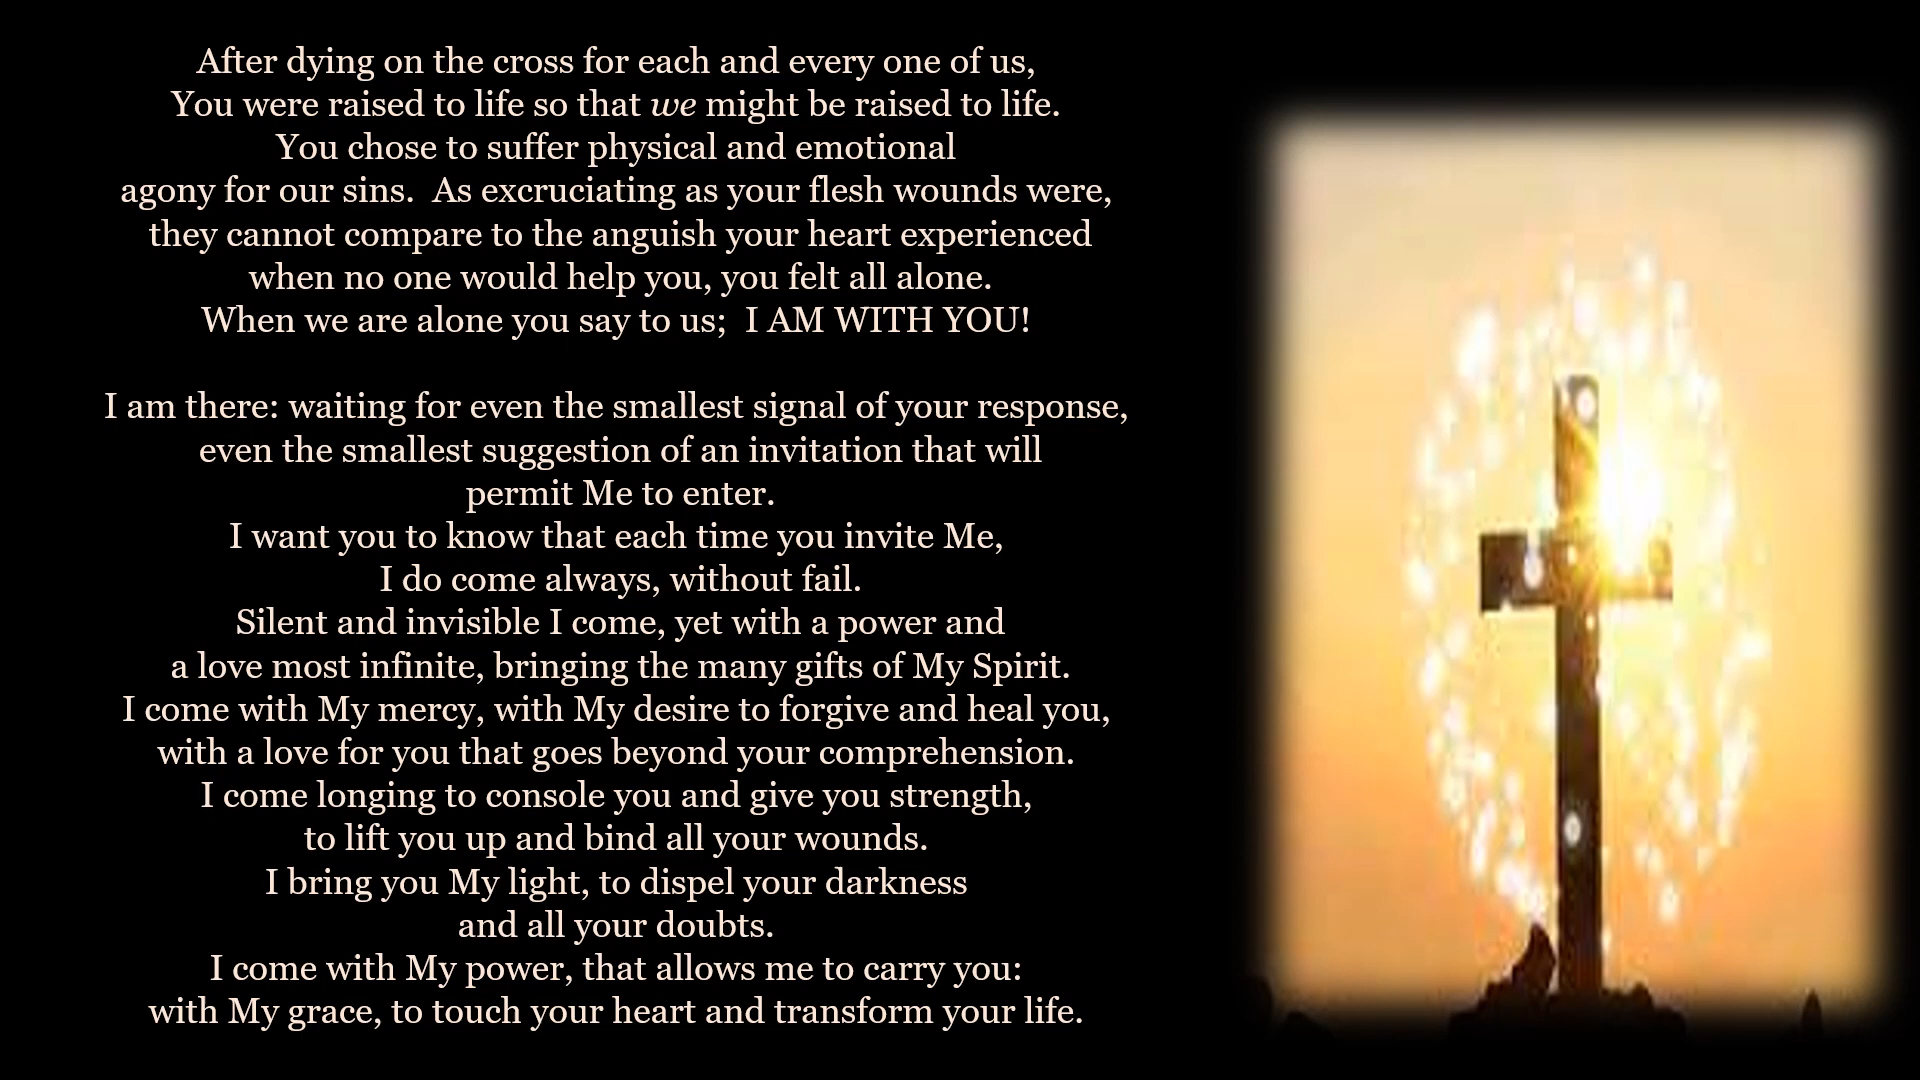 After dying on the cross for each and every one of us,
You were raised to life so that we might be raised to life.
You chose to suffer physical and emotional
agony for our sins.  As excruciating as your flesh wounds were,
they cannot compare to the anguish your heart experienced
when no one would help you, you felt all alone.
When we are alone you say to us;  I AM WITH YOU!
I am there: waiting for even the smallest signal of your response,
even the smallest suggestion of an invitation that will
permit Me to enter.
I want you to know that each time you invite Me,
I do come always, without fail.
Silent and invisible I come, yet with a power and
a love most infinite, bringing the many gifts of My Spirit.
I come with My mercy, with My desire to forgive and heal you,
with a love for you that goes beyond your comprehension.
I come longing to console you and give you strength,
to lift you up and bind all your wounds.
I bring you My light, to dispel your darkness
and all your doubts.
I come with My power, that allows me to carry you:
with My grace, to touch your heart and transform your life.